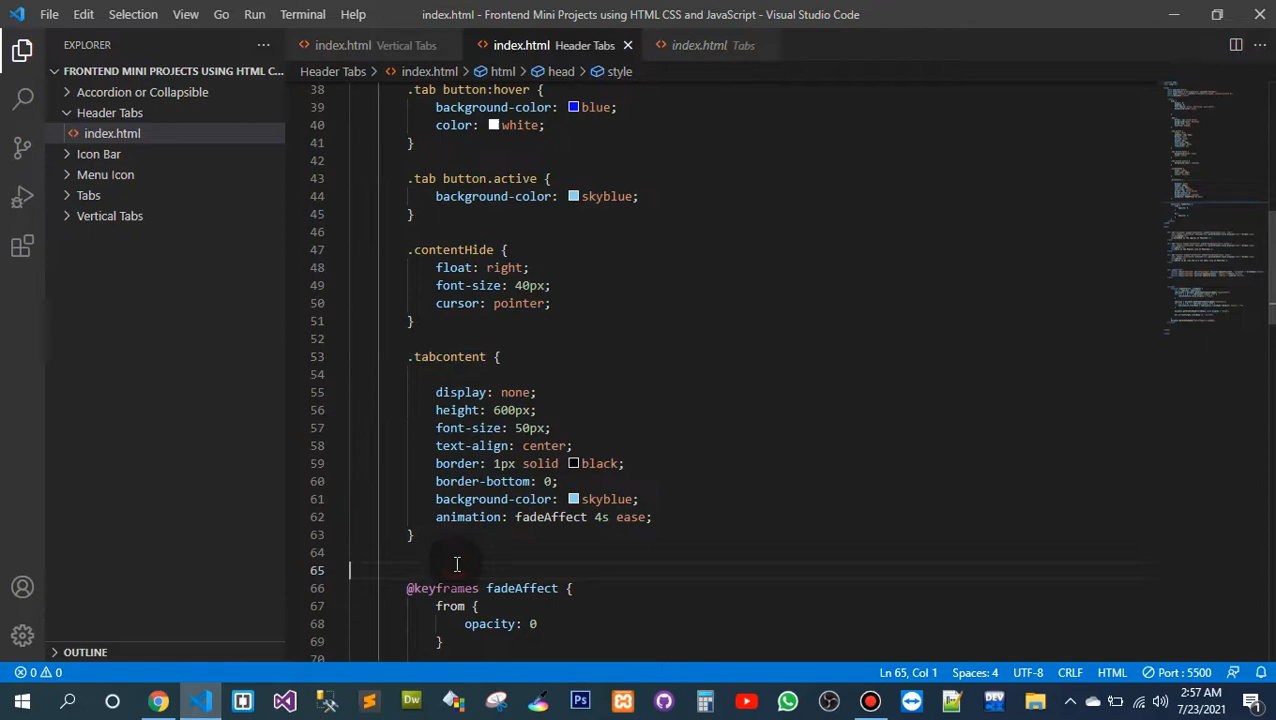 File Edit Selection View Go Run Terminal Help index.html - Frontend Mini Projects using HTML CSS and JavaScript - Visual Studio Code
EXPLORER
index.html Vertical Tabs
index.html Header Tabs
index.html Tabs
FRONTEND MINI PROJECTS USING HTML C...
Accordion or Collapsible
Header Tabs
index.html
Icon Bar
Menu Icon
Tabs
Vertical Tabs
OUTLINE
Header Tabs > index.html > html > head > style
38 .tab button:hover {
39 background-color: blue;
40 color: white;
41 }
42
43 .tab button.active {
44 background-color: skyblue;
45 }
46
47 .contentHide {
48 float: right;
49 font-size: 40px;
50 cursor: pointer;
51 }
52
53 .tabcontent {
54
55 display: none;
56 height: 600px;
57 font-size: 50px;
58 text-align: center;
59 border: 1px solid black;
60 border-bottom: 0;
61 background-color: skyblue;
62 animation: fadeAffect 4s ease;
63 }
64
65
66 @keyframes fadeAffect {
67 from {
68 opacity: 0
69 }
70
0 0 Ln 65, Col 1 Spaces: 4 UTF-8 CRLF HTML Port : 5500
2:57 AM
7/23/2021